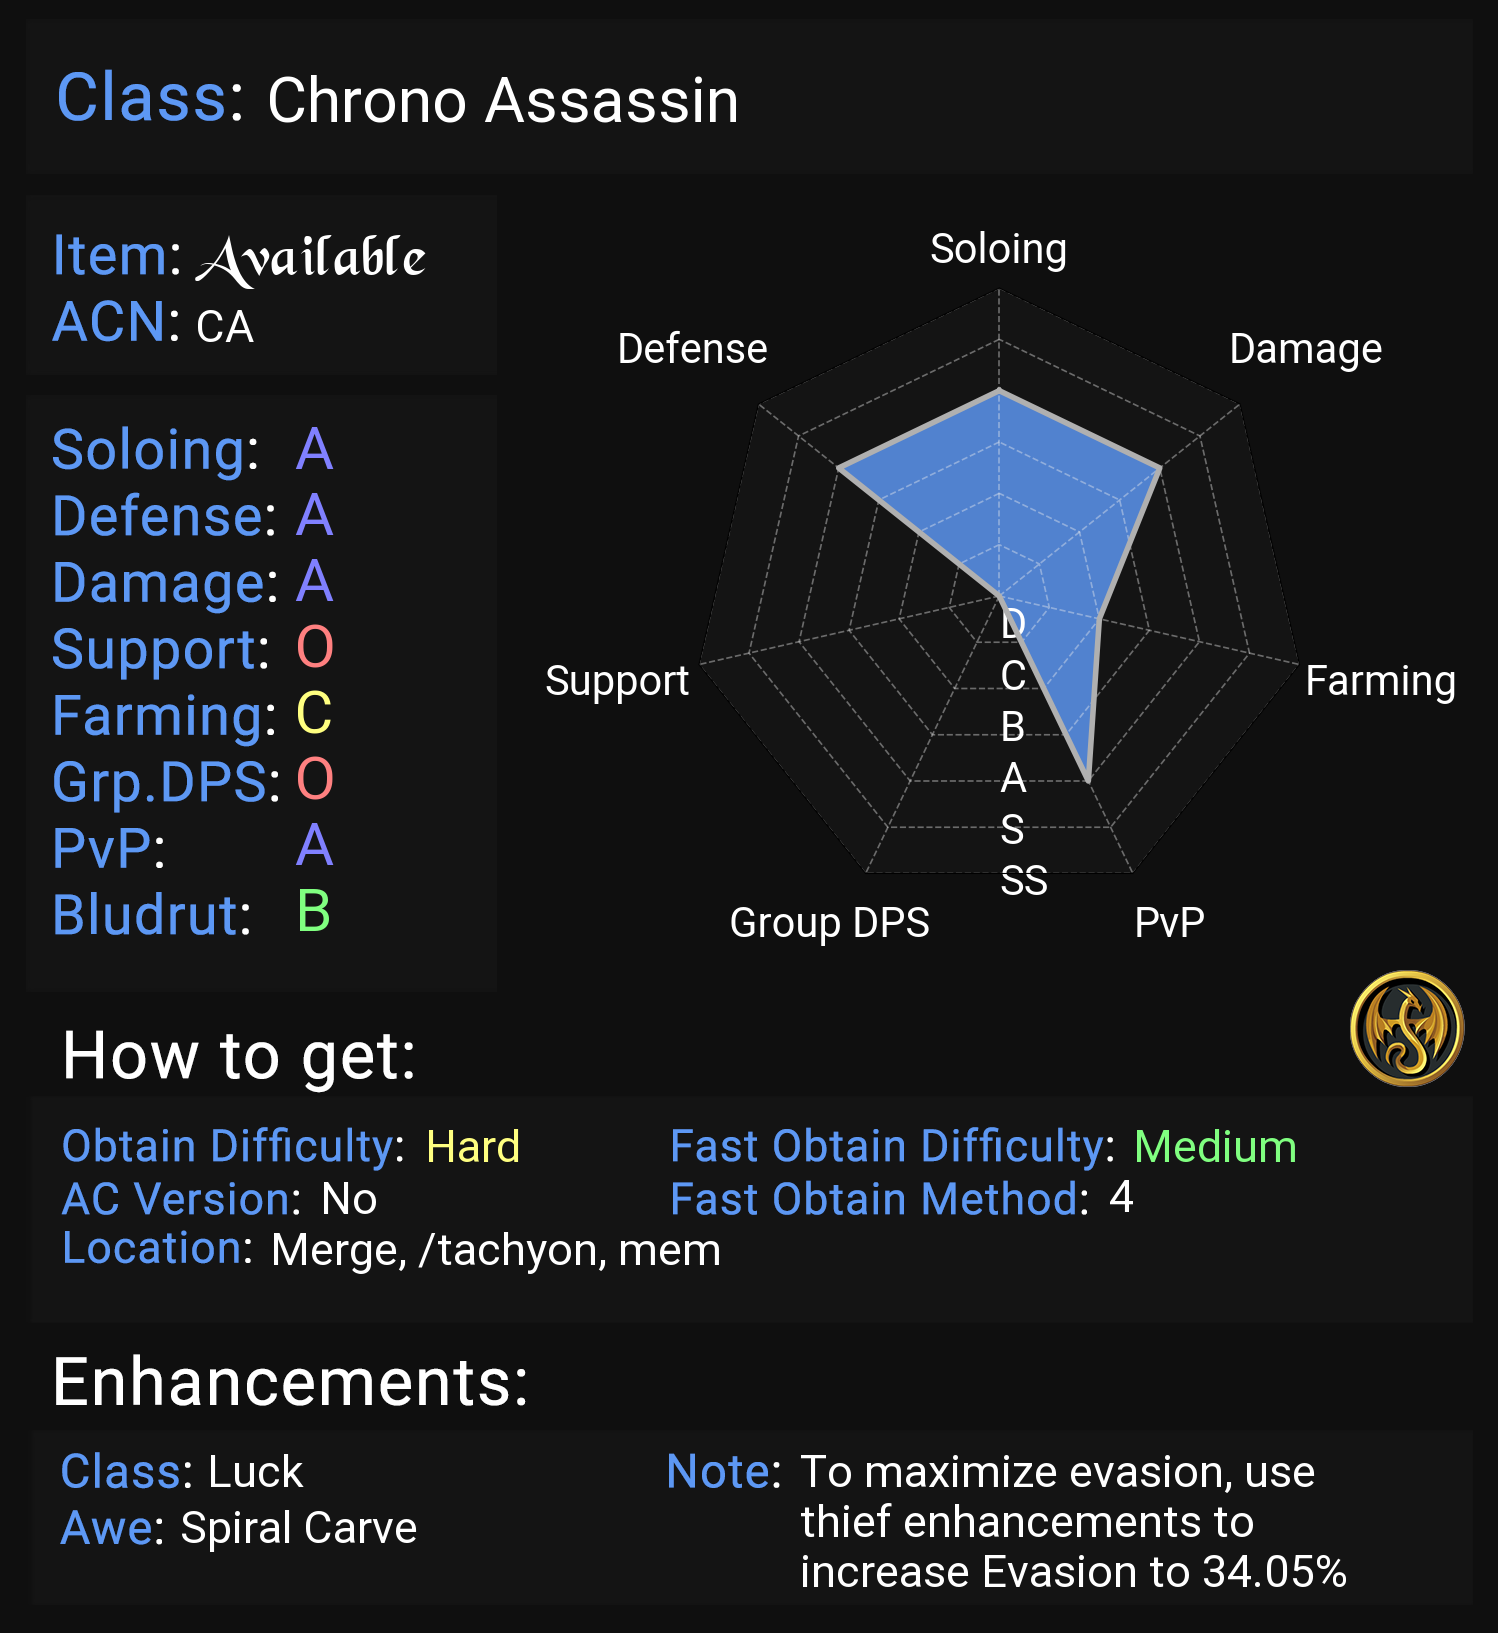 Class: Chrono Assassin
Item: Available
ACN: CA
Soloing: A
Defense: A
Damage: A
Support: O
Farming: C
Grp.DPS: O
PvP: A
Bludrut: B
Soloing
Defense
Damage
Support
Farming
Group DPS
PvP
D
C
B
A
S
SS
How to get:
Obtain Difficulty: Hard
AC Version: No
Location: Merge, /tachyon, mem
Fast Obtain Difficulty: Medium
Fast Obtain Method: 4
Enhancements:
Class: Luck
Awe: Spiral Carve
Note: To maximize evasion, use
thief enhancements to
increase Evasion to 34.05%